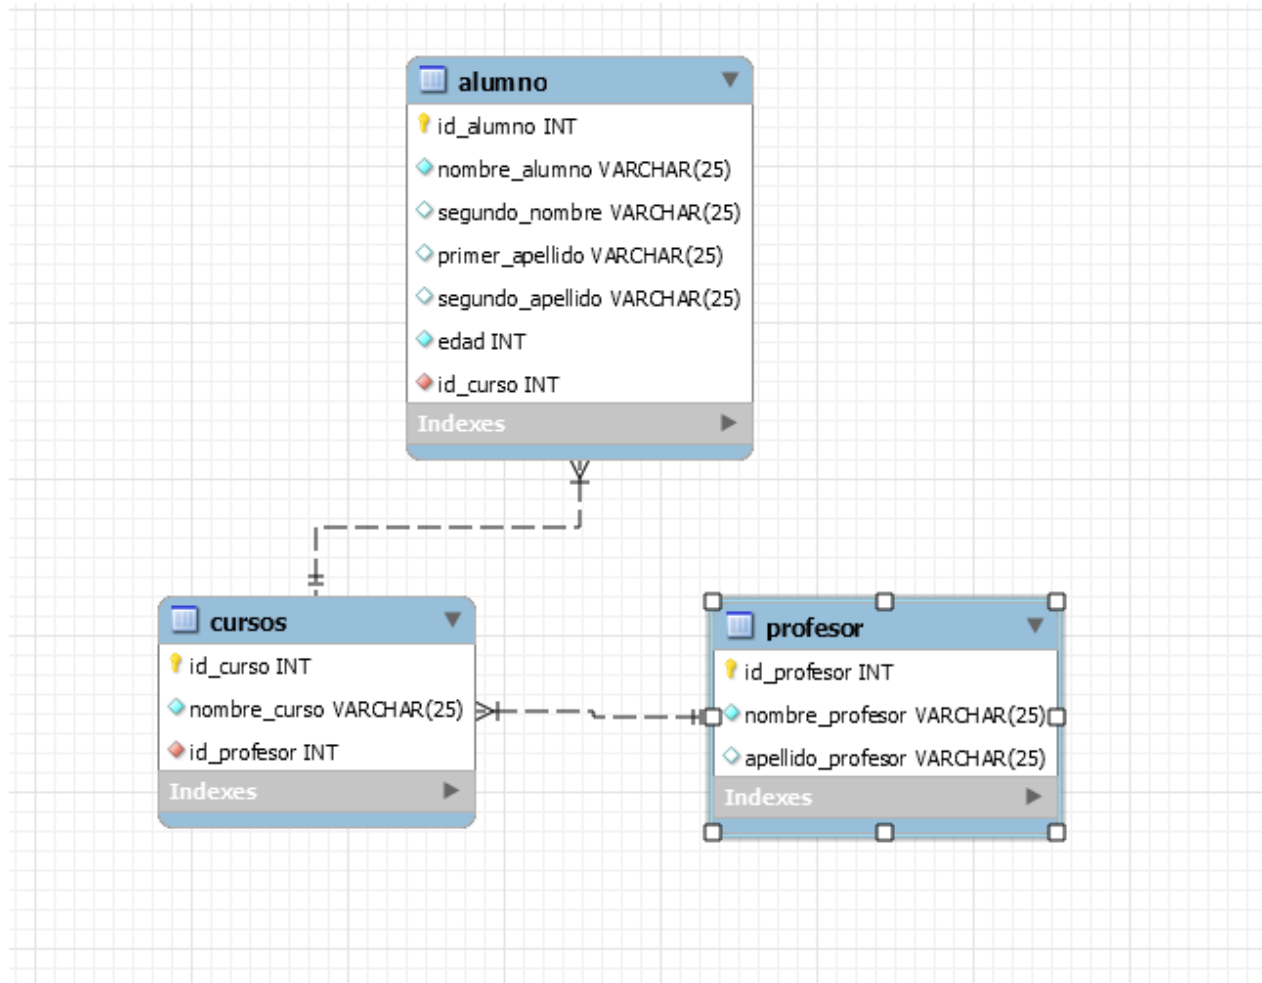 alumno
id_alumno INT
nombre_alumno VARCHAR(25)
segundo_nombre VARCHAR(25)
primer_apellido VARCHAR(25)
segundo_apellido VARCHAR(25)
edad INT
id_curso INT
Indexes
cursos
id_curso INT
nombre_curso VARCHAR(25)
id_profesor INT
Indexes
profesor
id_profesor INT
nombre_profesor VARCHAR(25)
apellido_profesor VARCHAR(25)
Indexes